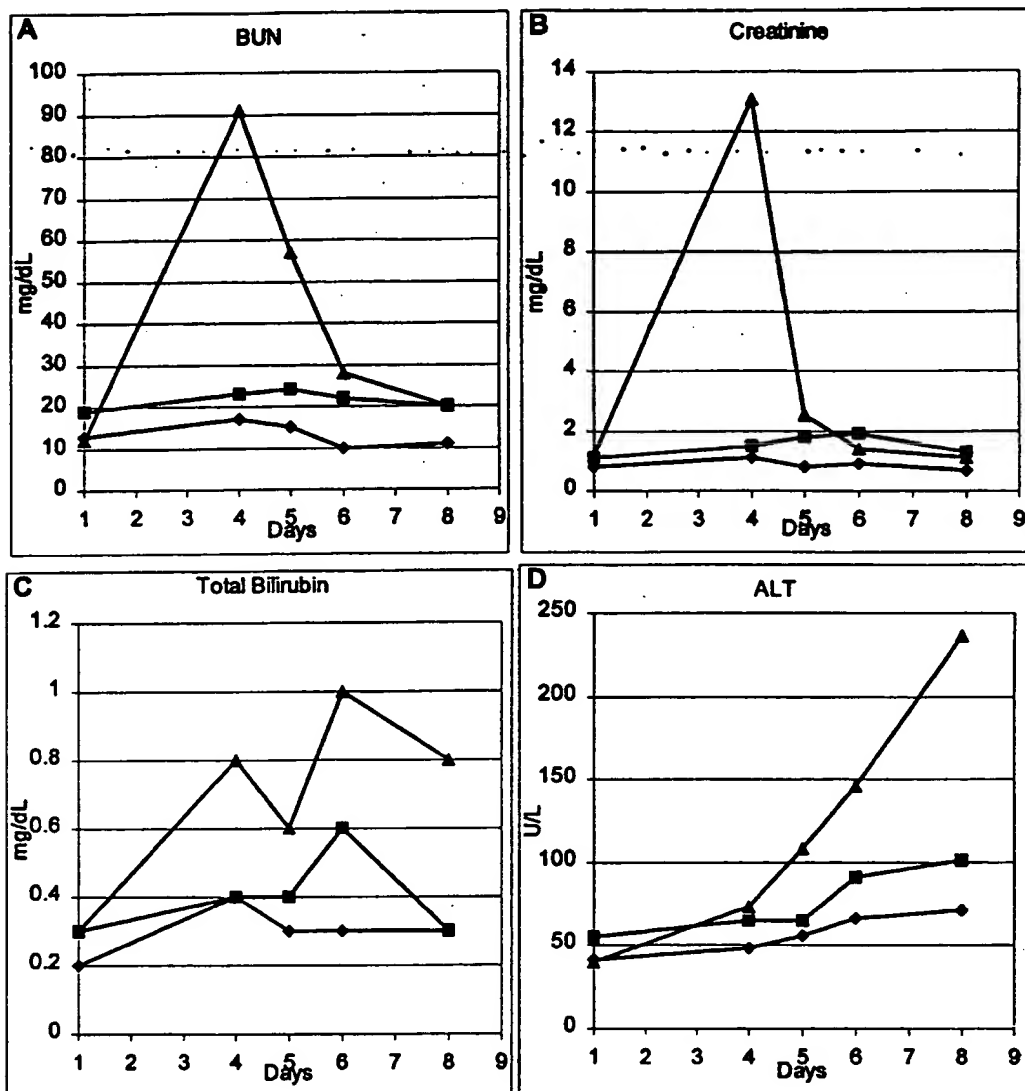 A
BUN
100
90
80
70
60
50
40
30
20
10
0
mg/dL
1 2 3 4 5 6 7 8 9
Days
B
Creatinine
14
12
10
8
6
4
2
0
mg/dL
1 2 3 4 5 6 7 8 9
Days
C
Total Bilirubin
1.2
1
0.8
0.6
0.4
0.2
0
mg/dL
1 2 3 4 5 6 7 8 9
Days
D
ALT
250
200
150
100
50
0
U/L
1 2 3 4 5 6 7 8 9
Days